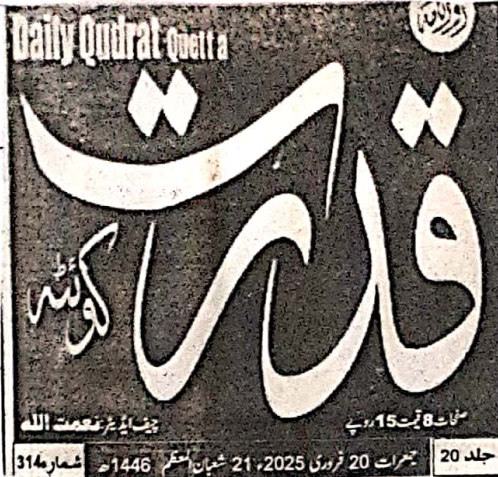 Daily Qudrat Quetta
قدرت
کوئٹہ
صفحات 8 قیمت 15 روپے
چیف ایڈیٹر: نعمت اللہ
جلد 20
جمعرات 20 فروری 2025ء 21 شعبان المعظم 1446ھ
شمارہ 314